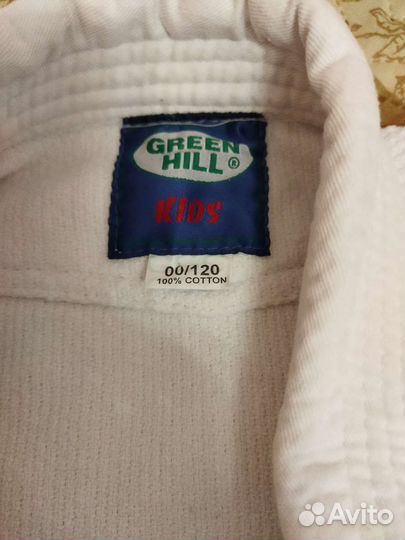 GREEN
HILL ®
KIDS
00/120
100% COTTON
Avito